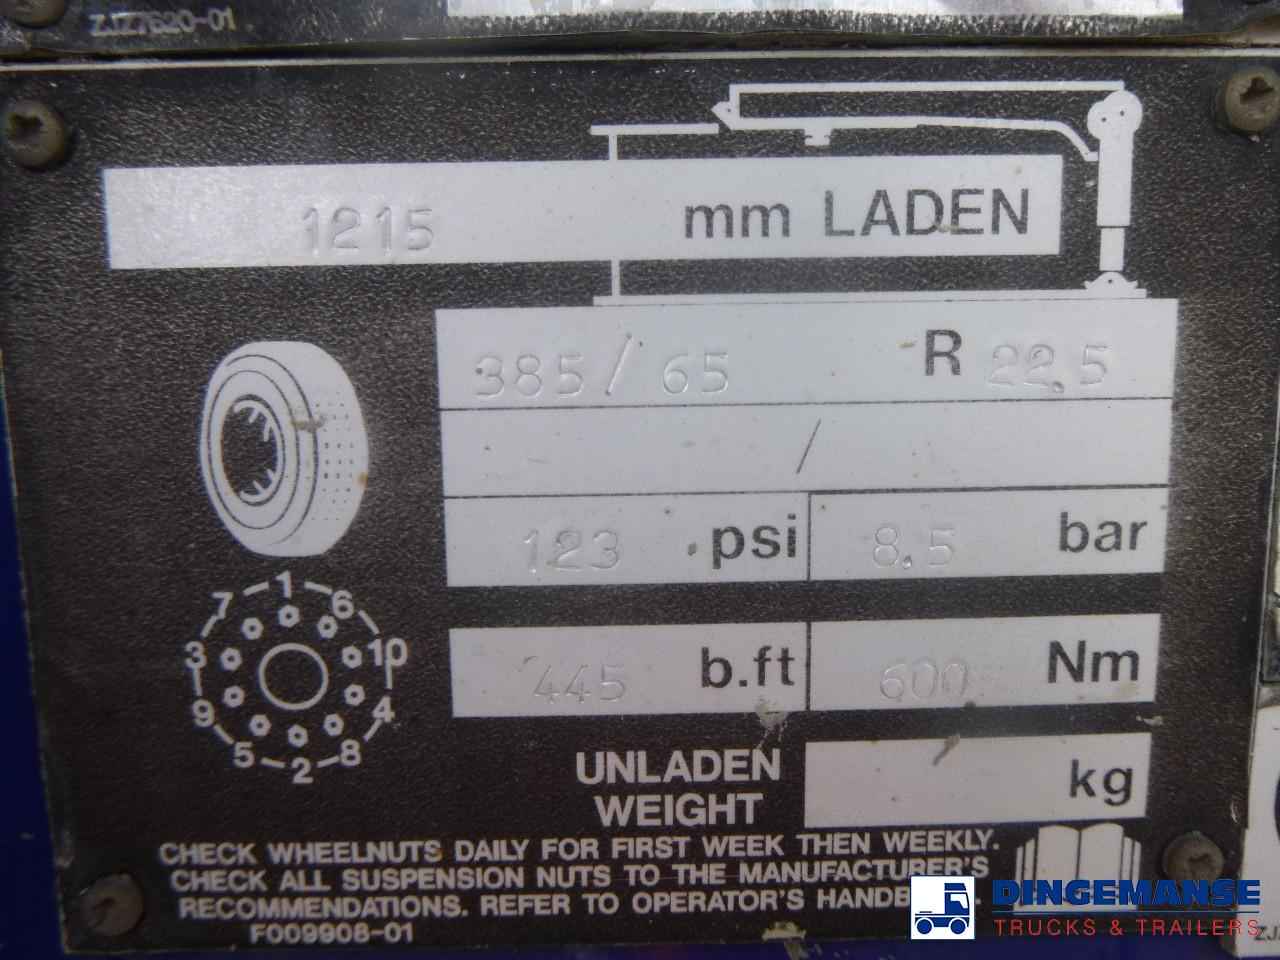 ZJZ7620-01
1215 mm LADEN
385/65 R 22.5
/
123 psi 8.5 bar
1
7 6
3 10
9 4
5 8
2
445 b.ft 600 Nm
UNLADEN
WEIGHT kg
CHECK WHEELNUTS DAILY FOR FIRST WEEK THEN WEEKLY.
CHECK ALL SUSPENSION NUTS TO THE MANUFACTURER'S
RECOMMENDATIONS. REFER TO OPERATOR'S HANDB
F009908-01
DINGEMANSE
TRUCKS & TRAILERS
ZJ